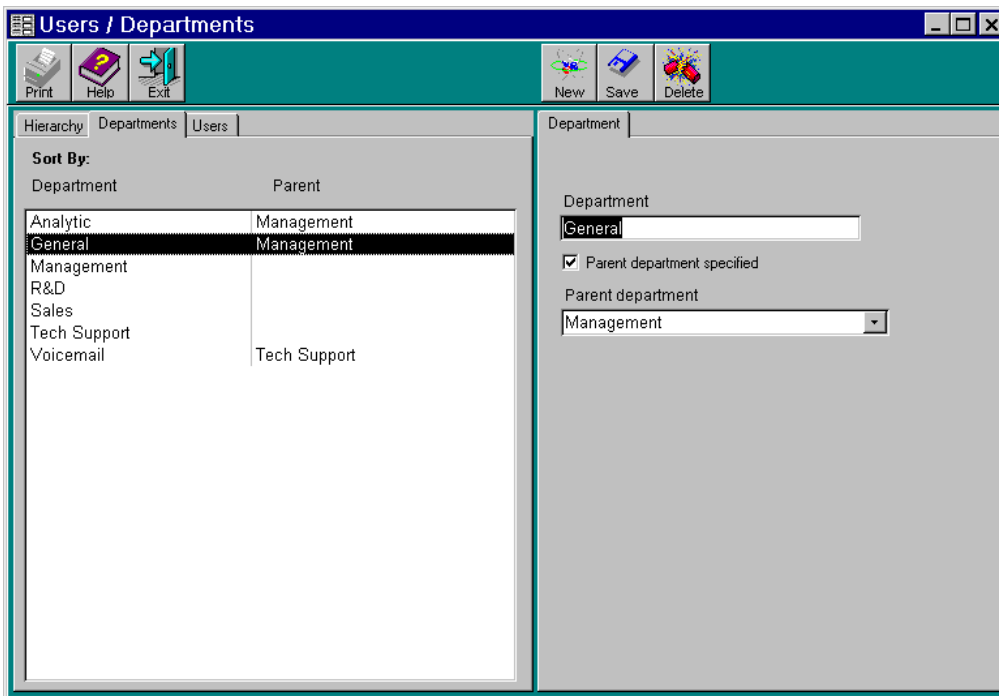 Users / Departments
Print Help Exit New Save Delete
Hierarchy Departments Users
Department
Sort By:
Department Parent
Analytic Management
General Management
Management
R&D
Sales
Tech Support
Voicemail Tech Support
Department
General
Parent department specified
Parent department
Management